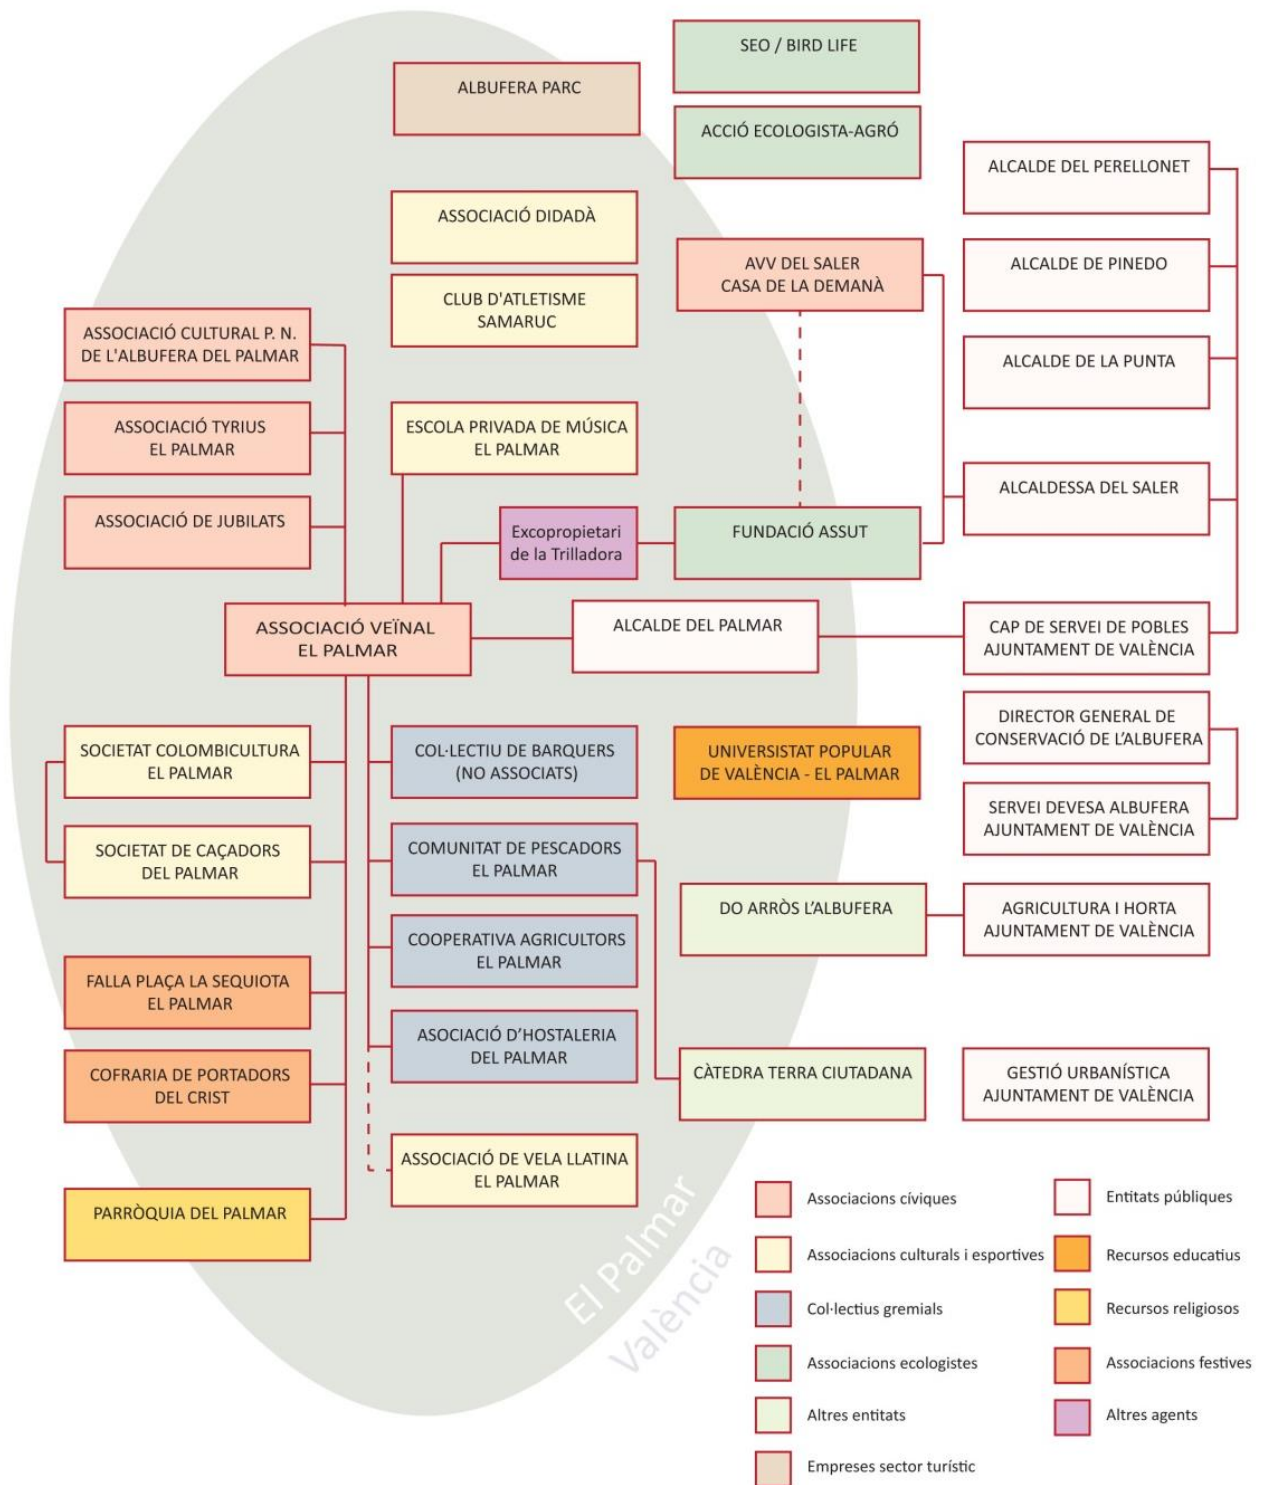 SEO / BIRD LIFE
ALBUFERA PARC
ACCIÓ ECOLOGISTA-AGRÓ
ALCALDE DEL PERELLONET
ASSOCIACIÓ DIDADÀ
AVV DEL SALER
CASA DE LA DEMANÀ
ALCALDE DE PINEDO
CLUB D'ATLETISME
SAMARUC
ASSOCIACIÓ CULTURAL P. N.
DE L'ALBUFERA DEL PALMAR
ALCALDE DE LA PUNTA
ASSOCIACIÓ TYRIUS
EL PALMAR
ESCOLA PRIVADA DE MÚSICA
EL PALMAR
ALCALDESSA DEL SALER
ASSOCIACIÓ DE JUBILATS
Excopropietari
de la Trilladora
FUNDACIÓ ASSUT
ASSOCIACIÓ VEÏNAL
EL PALMAR
ALCALDE DEL PALMAR
CAP DE SERVEI DE POBLES
AJUNTAMENT DE VALÈNCIA
DIRECTOR GENERAL DE
CONSERVACIÓ DE L’ALBUFERA
SOCIETAT COLOMBICULTURA
EL PALMAR
COL·LECTIU DE BARQUERS
(NO ASSOCIATS)
UNIVERSISTAT POPULAR
DE VALÈNCIA - EL PALMAR
SERVEI DEVESA ALBUFERA
AJUNTAMENT DE VALÈNCIA
SOCIETAT DE CAÇADORS
DEL PALMAR
COMUNITAT DE PESCADORS
EL PALMAR
DO ARRÒS L’ALBUFERA
AGRICULTURA I HORTA
AJUNTAMENT DE VALÈNCIA
COOPERATIVA AGRICULTORS
EL PALMAR
FALLA PLAÇA LA SEQUIOTA
EL PALMAR
ASOCIACIÓ D’HOSTALERIA
DEL PALMAR
COFRARIA DE PORTADORS
DEL CRIST
CÀTEDRA TERRA CIUTADANA
GESTIÓ URBANÍSTICA
AJUNTAMENT DE VALÈNCIA
ASSOCIACIÓ DE VELA LLATINA
EL PALMAR
PARRÒQUIA DEL PALMAR
El Palmar
València
Associacions cíviques
Associacions culturals i esportives
Col·lectius gremials
Associacions ecologistes
Altres entitats
Empreses sector turístic
Entitats públiques
Recursos educatius
Recursos religiosos
Associacions festives
Altres agents